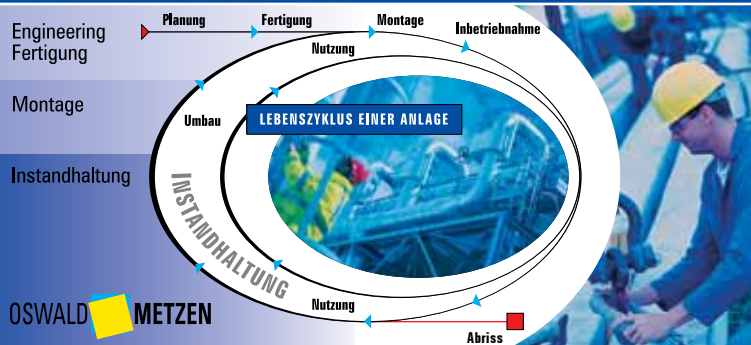 Engineering
Fertigung
Montage
Instandhaltung
Planung
Fertigung
Montage
Inbetriebnahme
Nutzung
Umbau
LEBENSZYKLUS EINER ANLAGE
INSTANDHALTUNG
Nutzung
Abriss
OSWALD METZEN